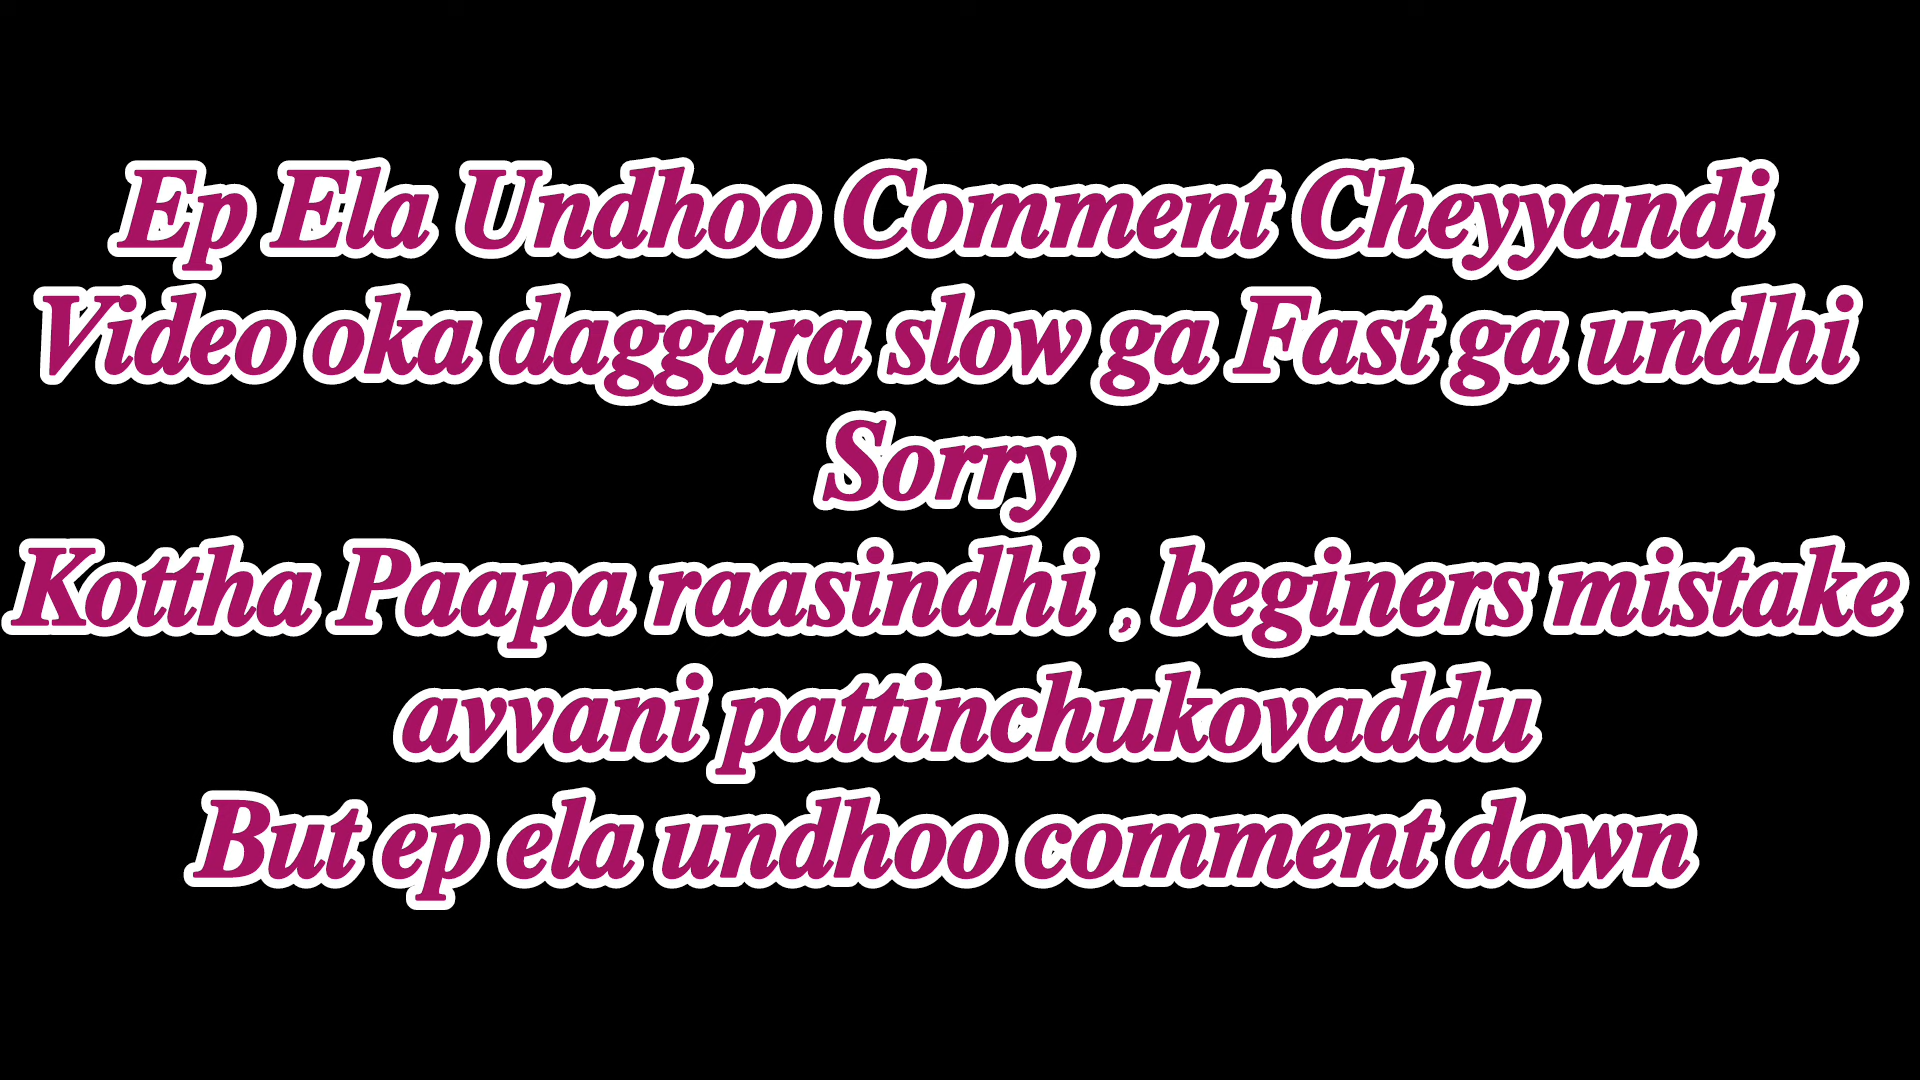 Ep Ela Undhoo Comment Cheyyandi
Video oka daggara slow ga Fast ga undhi
Sorry
Kottha Paapa raasindhi , beginers mistake
avvani pattinchukovaddu
But ep ela undhoo comment down